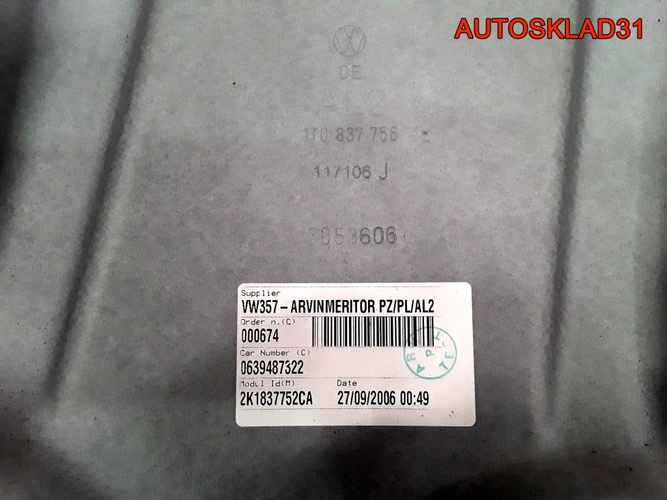 AUTOSKLAD31
DE
1T0 837 756
117106 J
053606
Supplier
VW357-ARVINMERITOR PZ/PL/AL2
Order n.(C)
000674
Car Number (C)
0639487322
Modul Id(M)
2K1837752CA
Date
27/09/2006 00:49